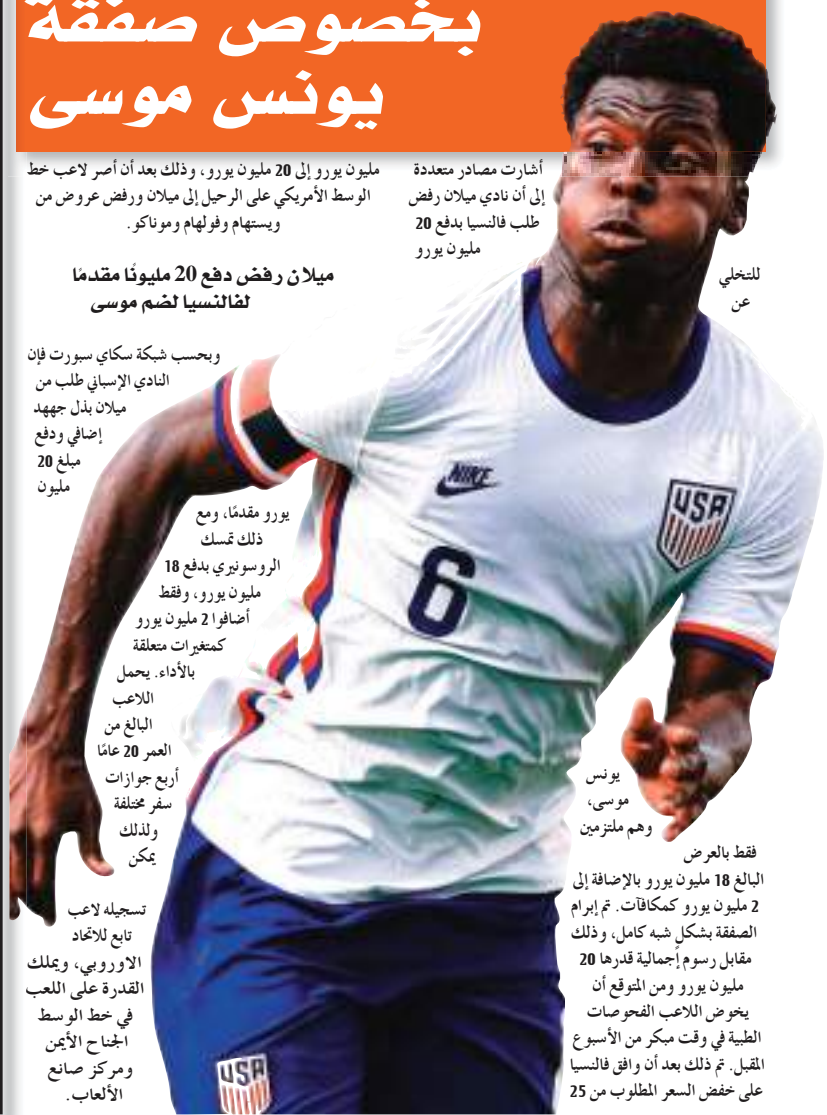 بخصوص صفقة
يونس موسى
أشارت مصادر متعددة
إلى أن نادي ميلان رفض
طلب فالنسيا بدفع 20
مليون يورو
للتخلي
عن
يونس
موسى،
وهم ملتزمين
فقط بالعرض
البالغ 18 مليون يورو بالإضافة إلى
2 مليون يورو كمكافآت. تم إبرام
الصفقة بشكل شبه كامل، وذلك
مقابل رسوم إجمالية قدرها 20
مليون يورو ومن المتوقع أن
يخوض اللاعب الفحوصات
الطبية في وقت مبكر من الأسبوع
المقبل. تم ذلك بعد أن وافق فالنسيا
على خفض السعر المطلوب من 25
مليون يورو إلى 20 مليون يورو، وذلك بعد أن أصر لاعب خط
الوسط الأمريكي على الرحيل إلى ميلان ورفض عروض من
ويستهام وفولهام وموناكو.
ميلان رفض دفع 20 مليونًا مقدمًا
لفالنسيا لضم موسى
وبحسب شبكة سكاي سبورت فإن
النادي الإسباني طلب من
ميلان بذل جههد
إضافي ودفع
مبلغ 20
مليون
يورو مقدمًا، ومع
ذلك تمسك
الروسونيري بدفع 18
مليون يورو، وفقط
أضافوا 2 مليون يورو
كمتغيرات متعلقة
بالأداء. يحمل
اللاعب
البالغ من
العمر 20 عامًا
أربع جوازات
سفر مختلفة
ولذلك
يمكن
تسجيله لاعب
تابع للاتحاد
الاوروبي، ويملك
القدرة على اللعب
في خط الوسط
الجناح الأيمن
ومركز صانع
الألعاب.
NIKE
USA
6
USA